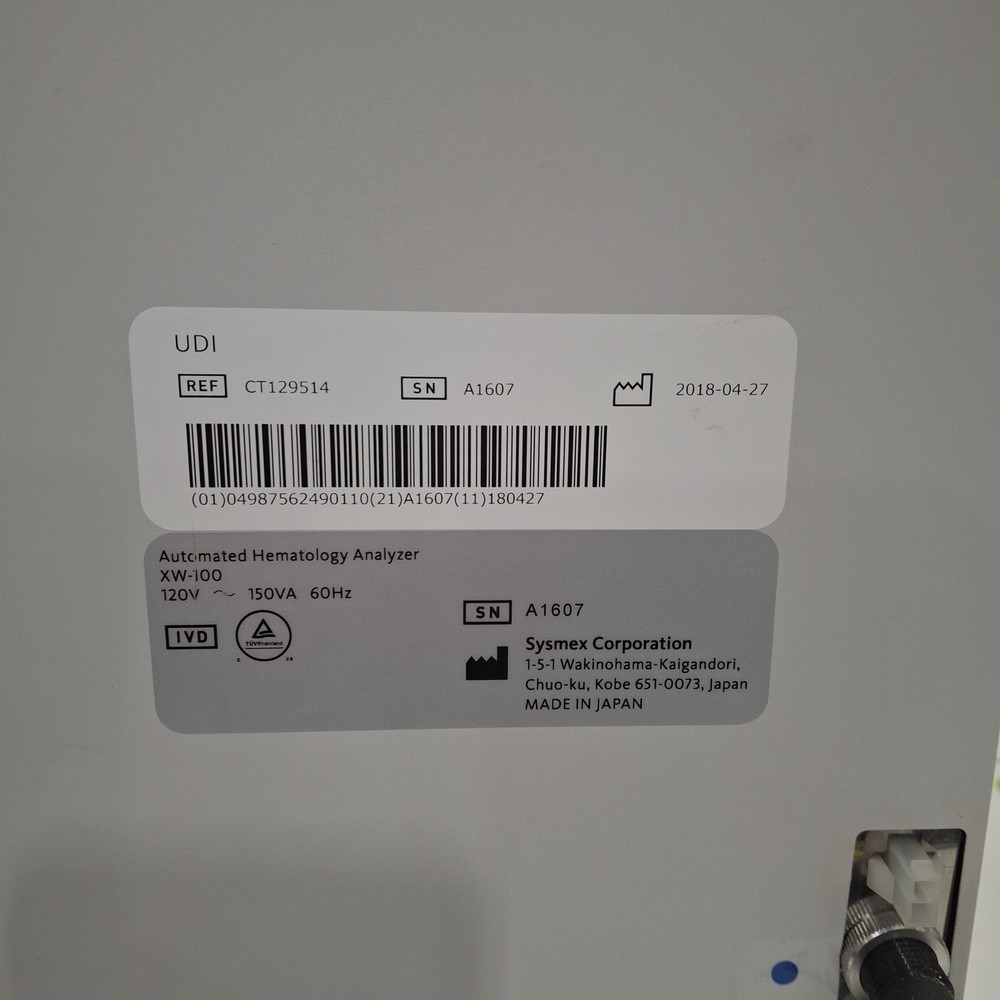 UDI
REF CT129514 SN A1607 2018-04-27
(01)04987562490110(21)A1607(11)180427
Automated Hematology Analyzer
XW-100
120V ~ 150VA 60Hz
IVD
TÜVRheinland
C US
SN A1607
Sysmex Corporation
1-5-1 Wakinohama-Kaigandori,
Chuo-ku, Kobe 651-0073, Japan
MADE IN JAPAN